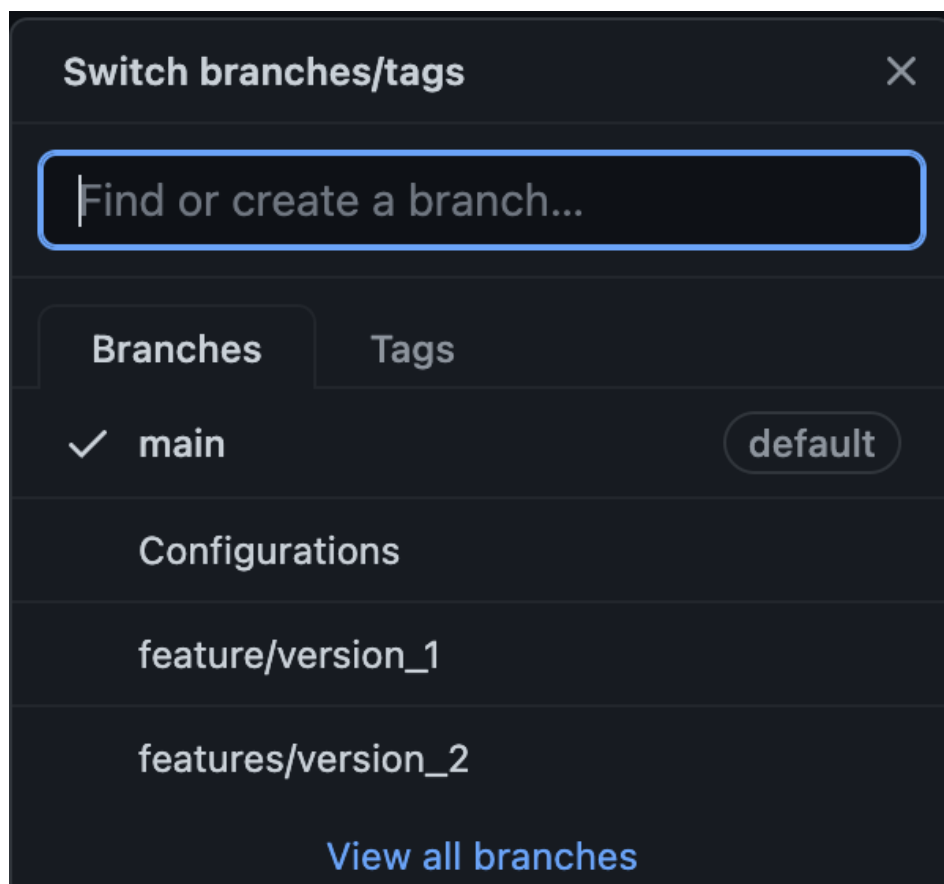 Switch branches/tags
Find or create a branch...
Branches Tags
main default
Configurations
feature/version_1
features/version_2
View all branches